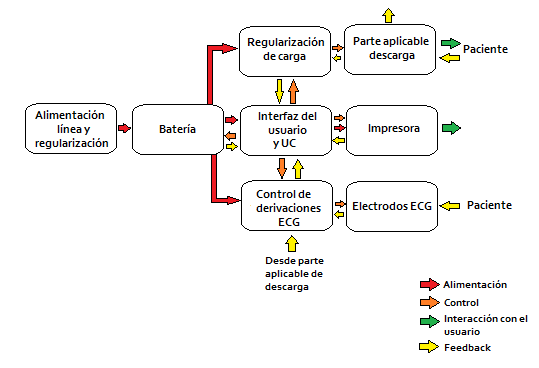 Regularización
de carga
Parte aplicable
descarga
Paciente
Alimentación
línea y
regularización
Batería
Interfaz del
usuario
y UC
Impresora
Control de
derivaciones
ECG
Electrodos ECG
Paciente
Desde parte
aplicable de
descarga
Alimentación
Control
Interacción con el
usuario
Feedback